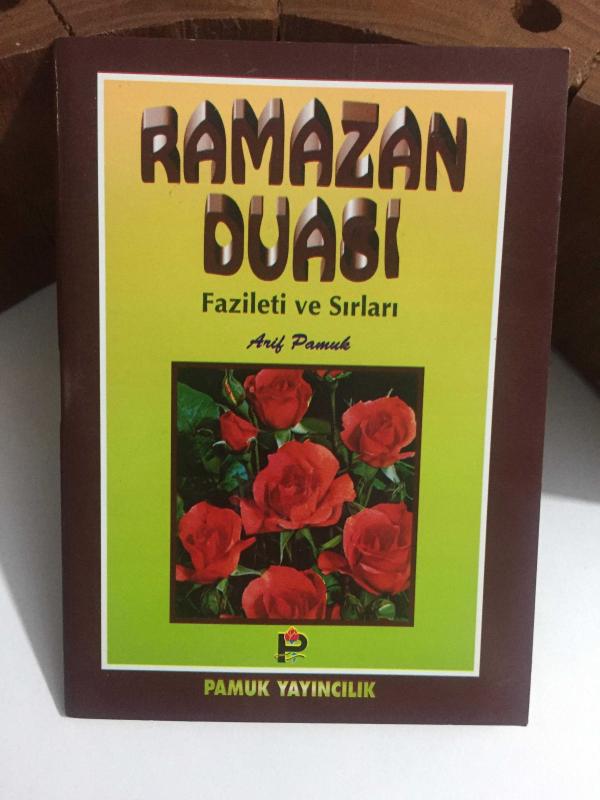 RAMAZAN
DUASI
Fazileti ve Sırları
Arif Pamuk
P
PAMUK YAYINCILIK